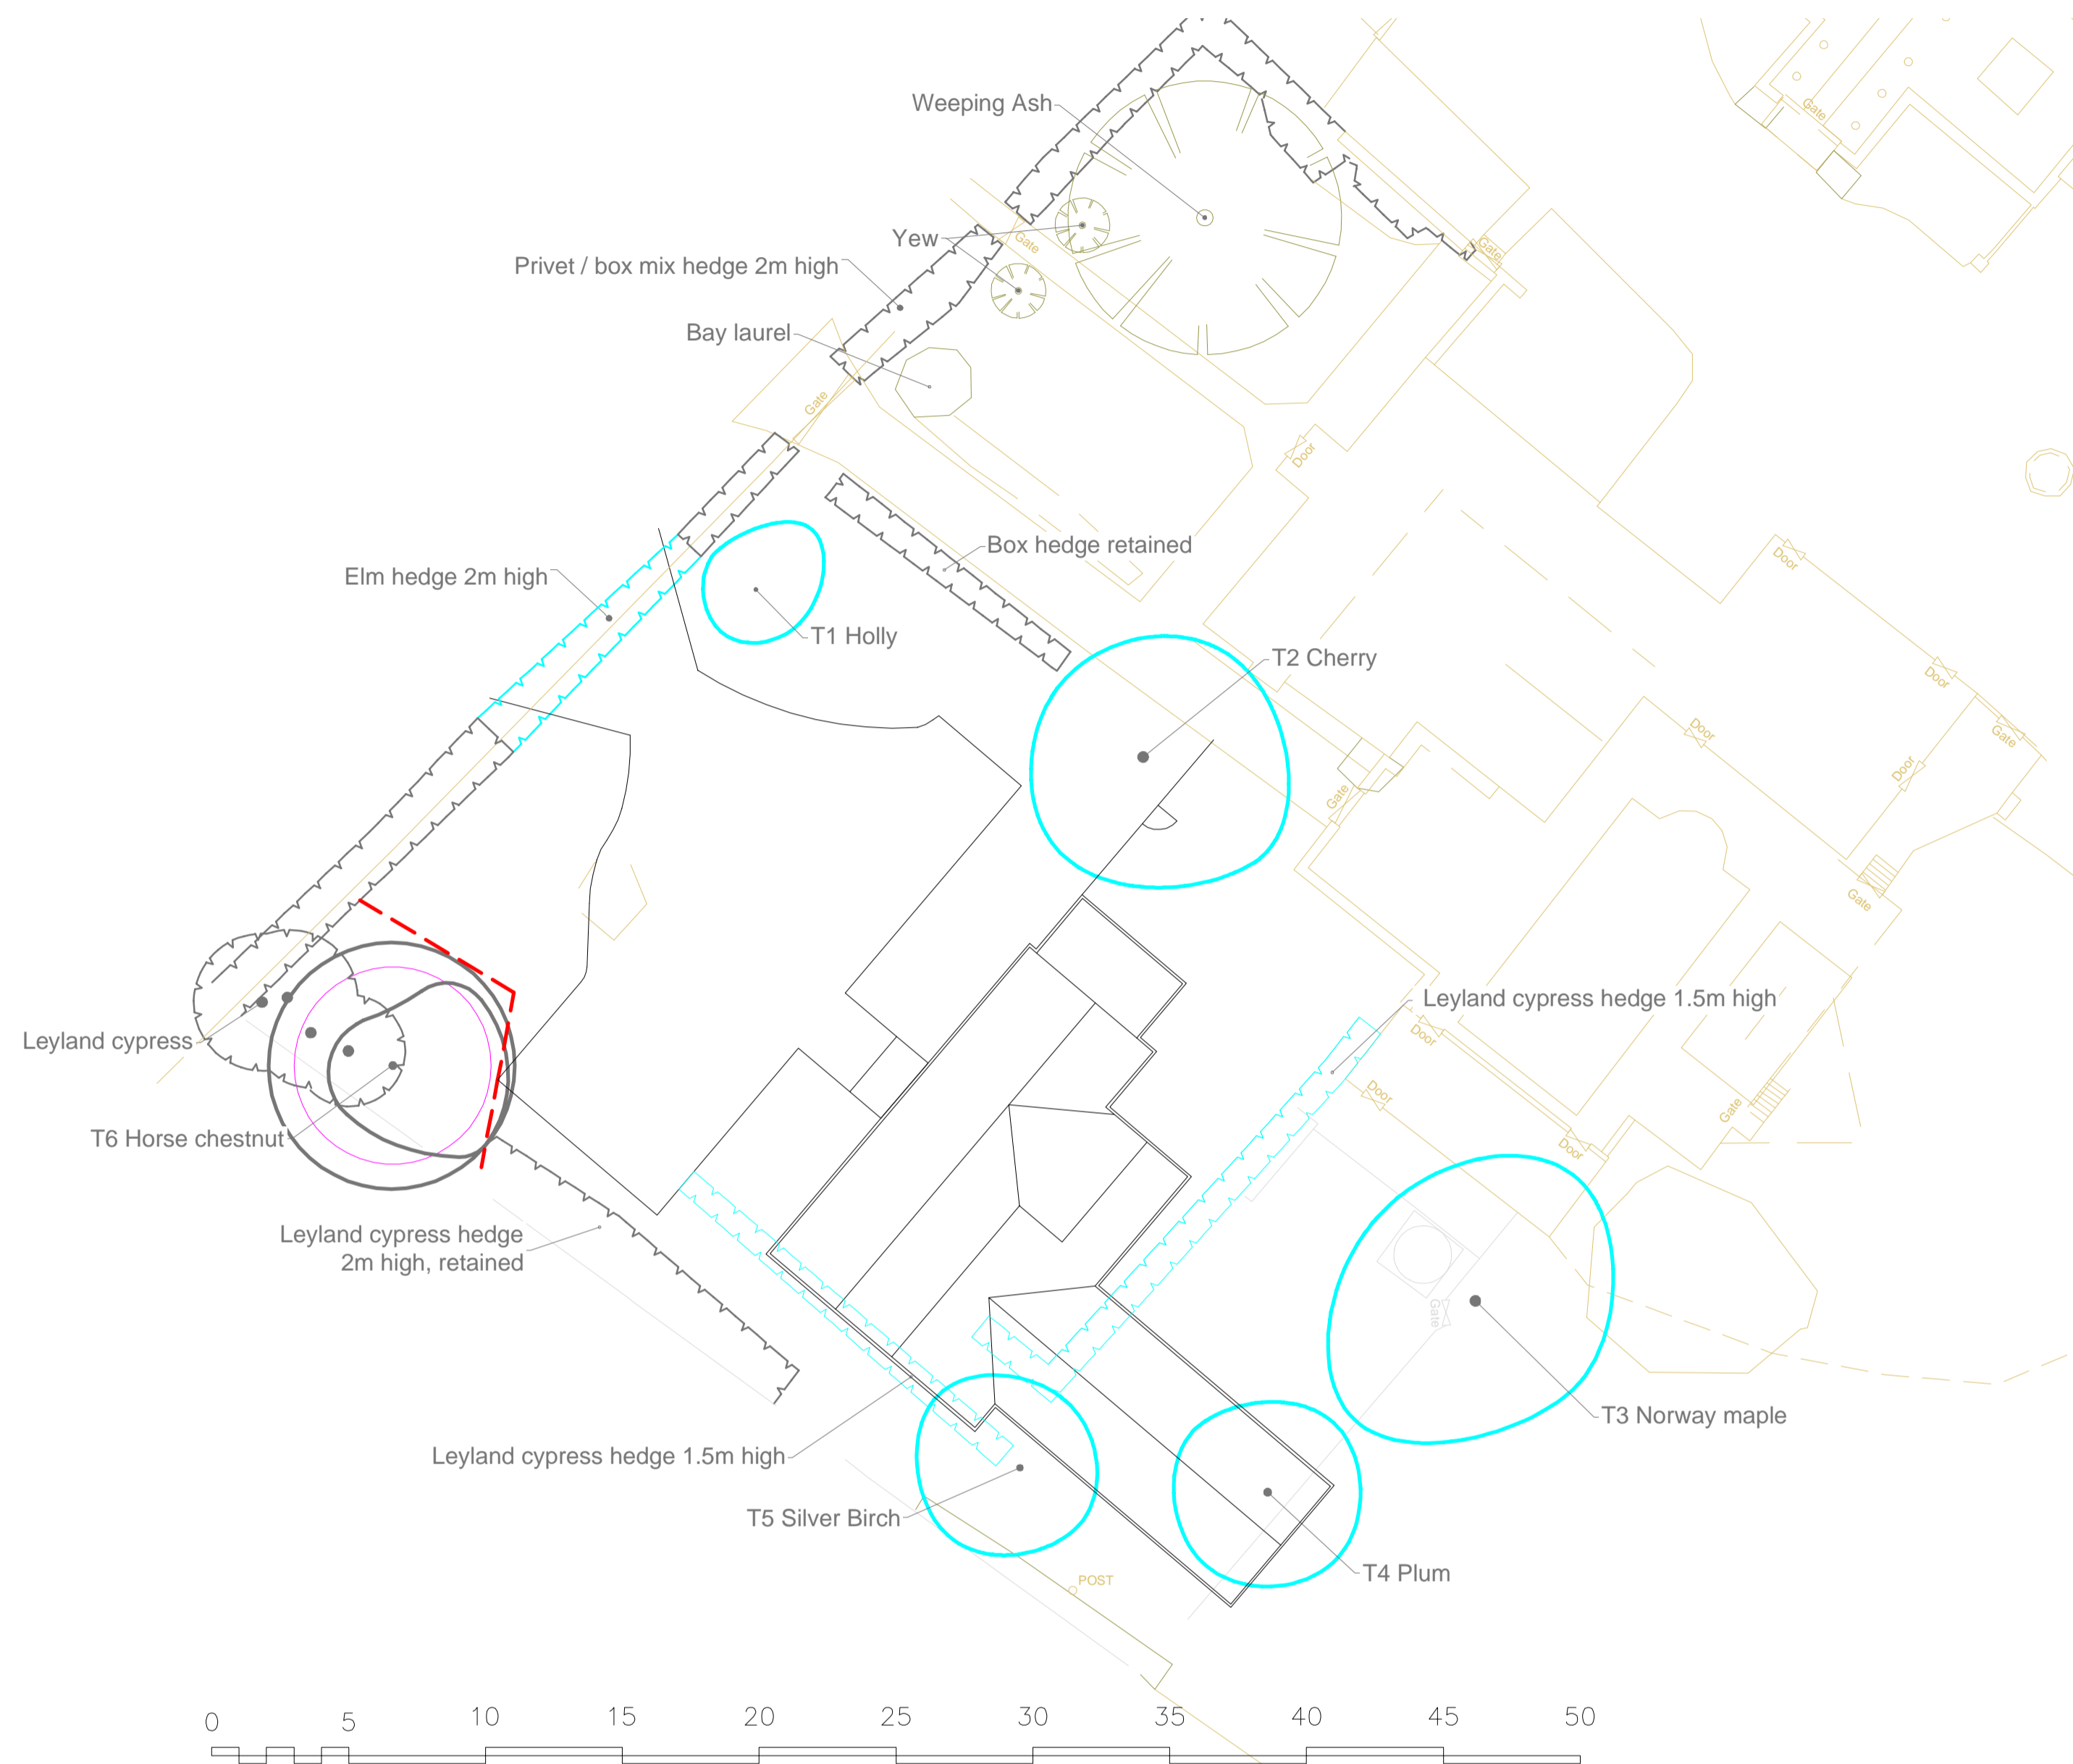 Weeping Ash
Gate
Yew
Gate
Gate
Privet / box mix hedge 2m high
Bay laurel
Gate
Door
Box hedge retained
Door
Elm hedge 2m high
T1 Holly
T2 Cherry
Door
Door
Gate
Door
Gate
Gate
Leyland cypress hedge 1.5m high
Door
Leyland cypress
Door
Gate
T6 Horse chestnut
Door
Leyland cypress hedge
2m high, retained
Gate
T3 Norway maple
Leyland cypress hedge 1.5m high
T5 Silver Birch
T4 Plum
POST
0 5 10 15 20 25 30 35 40 45 50